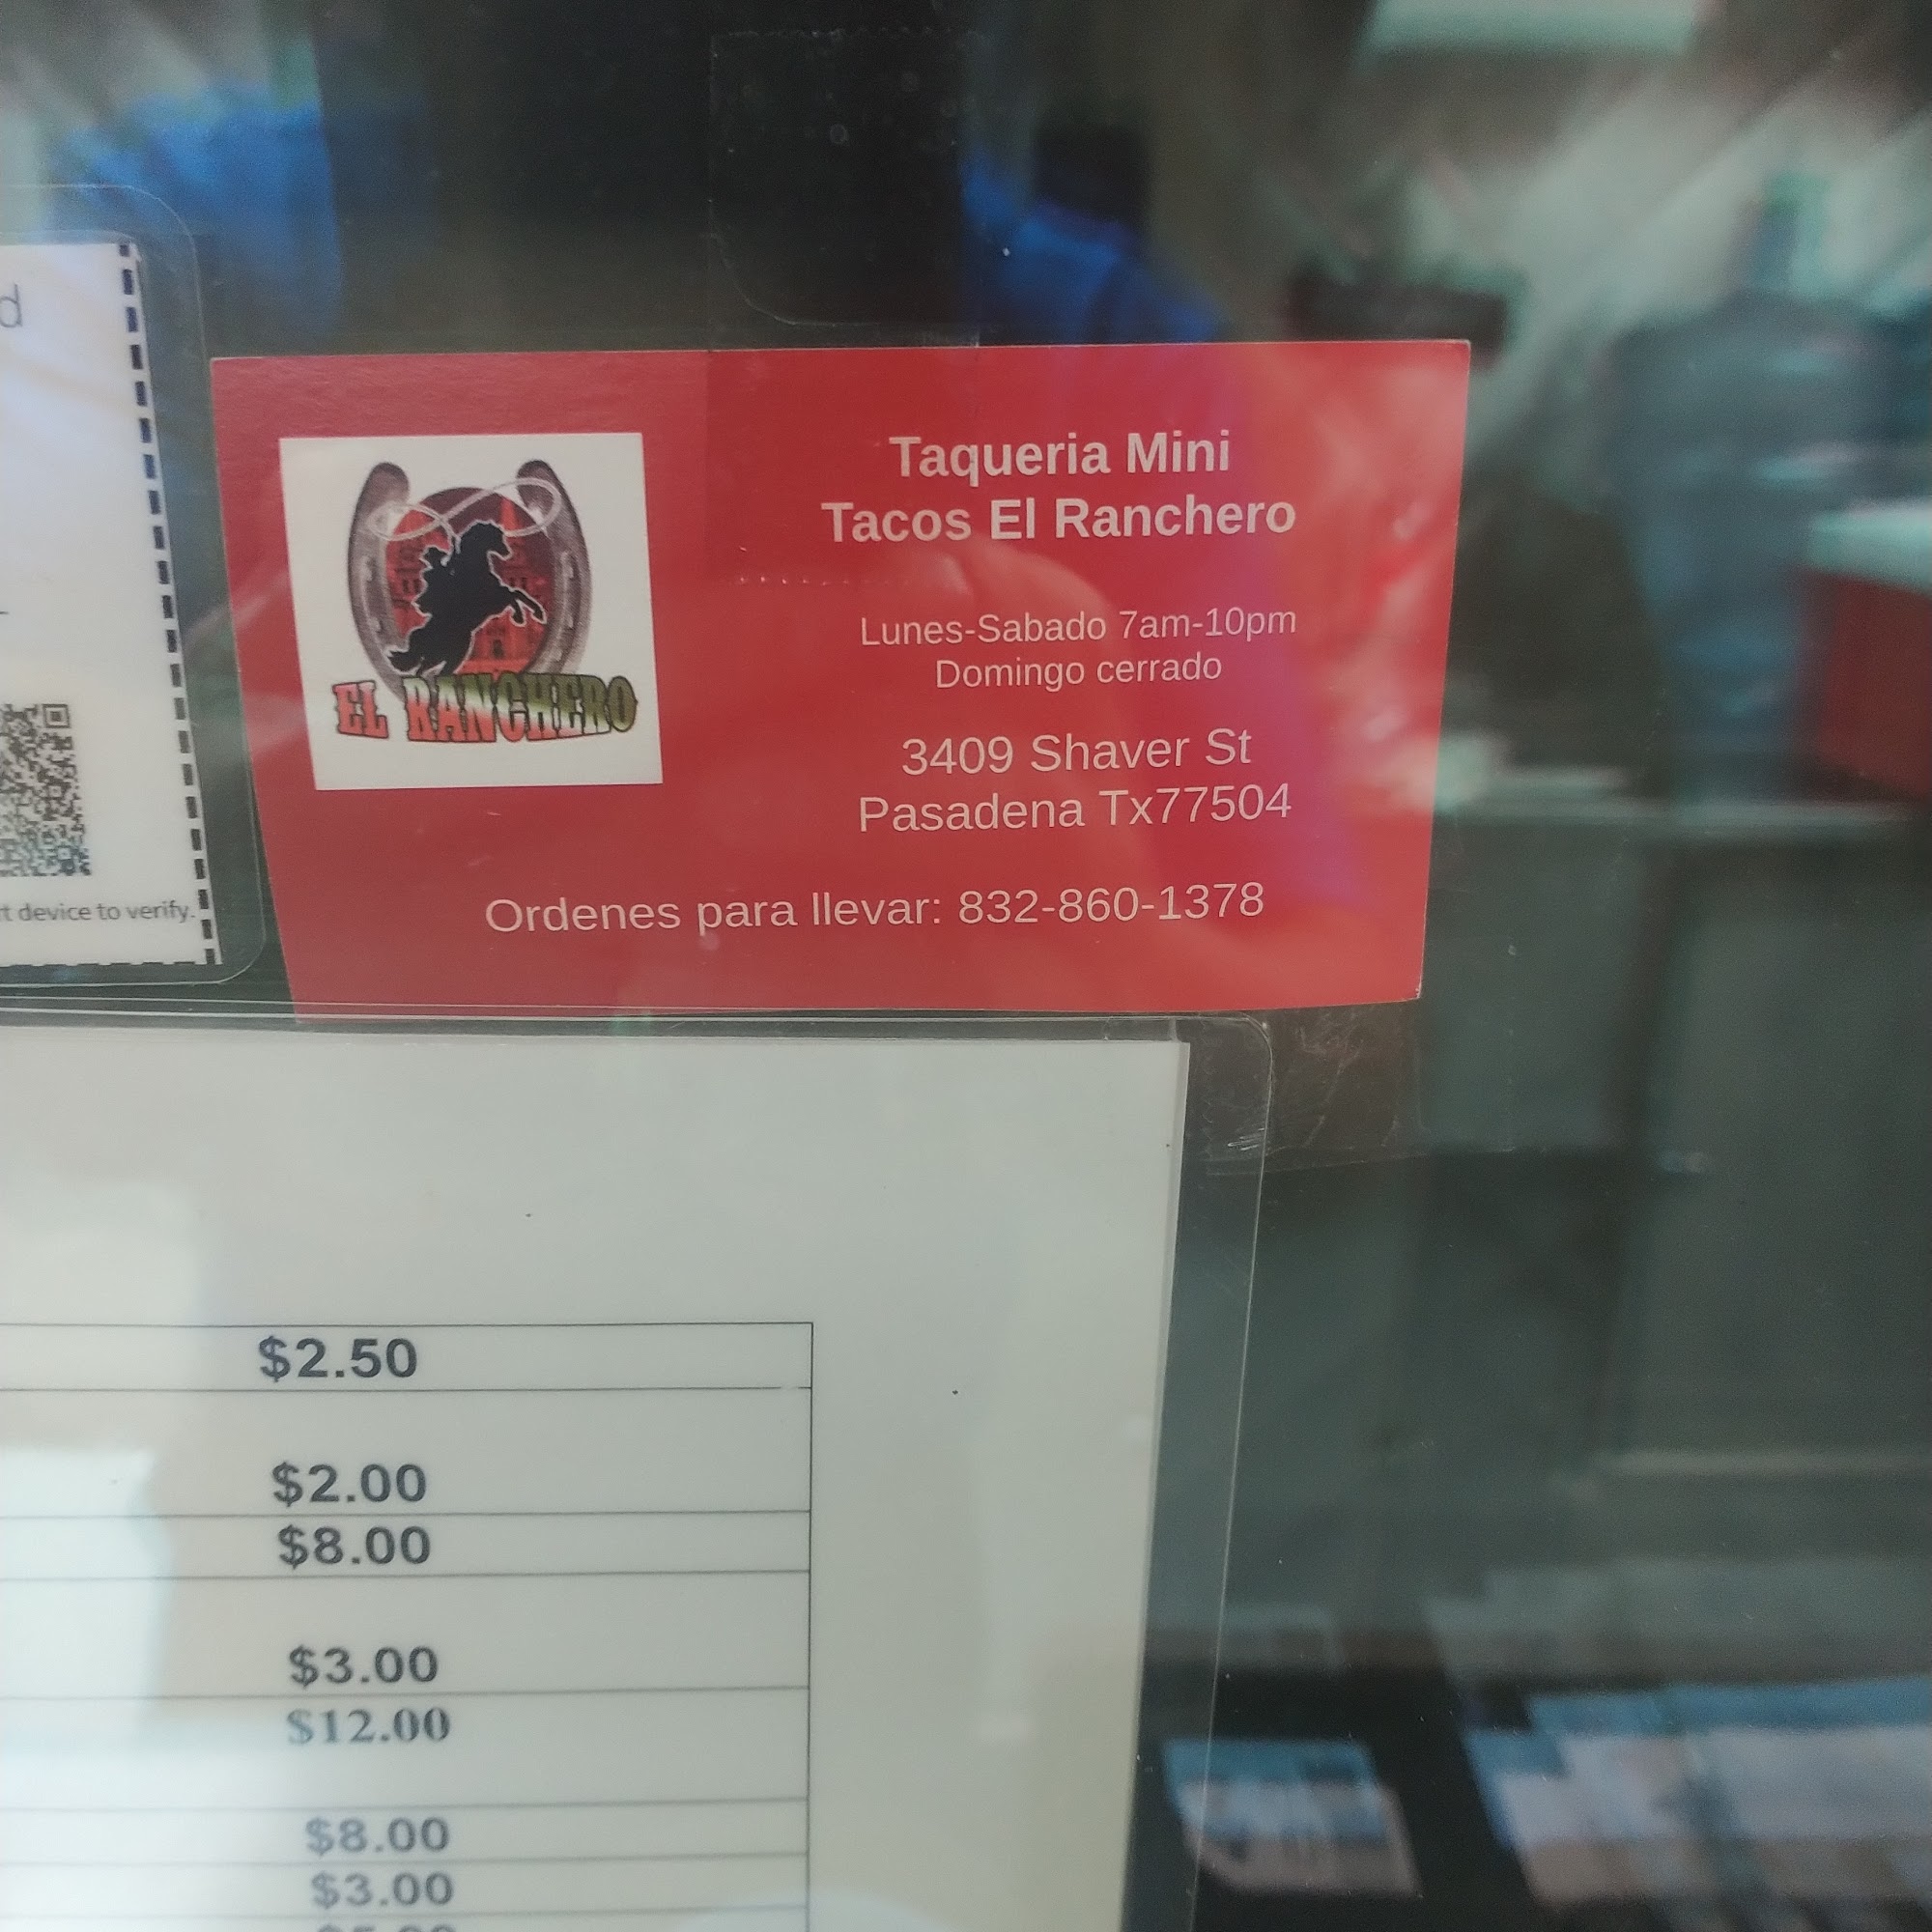 d
t device to verify.
EL RANCHERO
Taqueria Mini
Tacos El Ranchero
Lunes-Sabado 7am-10pm
Domingo cerrado
3409 Shaver St
Pasadena Tx77504
Ordenes para llevar: 832-860-1378
$2.50
$2.00
$8.00
$3.00
$12.00
$8.00
$3.00